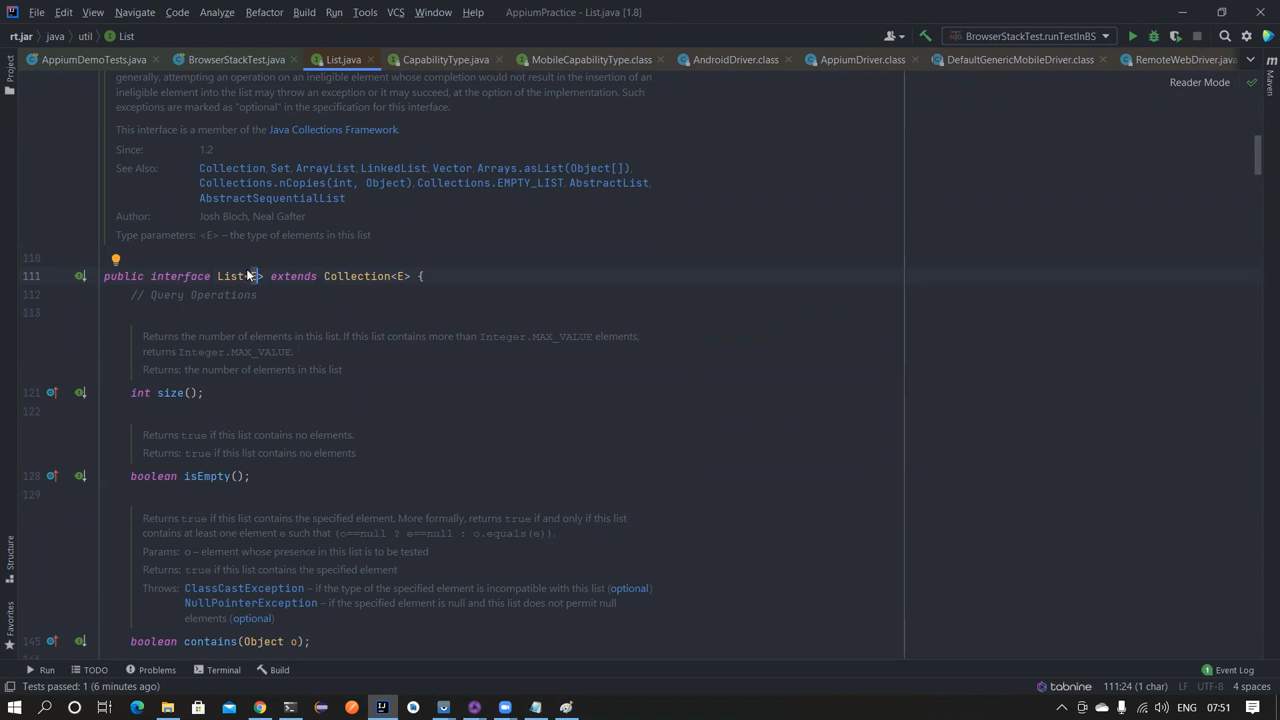 File Edit View Navigate Code Analyze Refactor Build Run Tools VCS Window Help AppiumPractice - List.java [1.8]
rt.jar java util List BrowserStackTest.runTestInBS
AppiumDemoTests.java BrowserStackTest.java List.java CapabilityType.java MobileCapabilityType.class AndroidDriver.class AppiumDriver.class DefaultGenericMobileDriver.class RemoteWebDriver.java
Project
Maven
Reader Mode
generally, attempting an operation on an ineligible element whose completion would not result in the insertion of an
ineligible element into the list may throw an exception or it may succeed, at the option of the implementation. Such
exceptions are marked as "optional" in the specification for this interface.
This interface is a member of the Java Collections Framework.
Since: 1.2
See Also: Collection, Set, ArrayList, LinkedList, Vector, Arrays.asList(Object[]),
Collections.nCopies(int, Object), Collections.EMPTY_LIST, AbstractList,
AbstractSequentialList
Author: Josh Bloch, Neal Gafter
Type parameters: <E> – the type of elements in this list
110
111 public interface List<E> extends Collection<E> {
112 // Query Operations
113
Returns the number of elements in this list. If this list contains more than Integer.MAX_VALUE elements,
returns Integer.MAX_VALUE.
Returns: the number of elements in this list
121 int size();
122
Returns true if this list contains no elements.
Returns: true if this list contains no elements
128 boolean isEmpty();
129
Returns true if this list contains the specified element. More formally, returns true if and only if this list
contains at least one element e such that (o==null ? e==null : o.equals(e)).
Params: o – element whose presence in this list is to be tested
Returns: true if this list contains the specified element
Throws: ClassCastException – if the type of the specified element is incompatible with this list (optional)
NullPointerException – if the specified element is null and this list does not permit null
elements (optional)
145 boolean contains(Object o);
Structure
Favorites
Run TODO Problems Terminal Build Event Log
Tests passed: 1 (6 minutes ago) tabnine 111:24 (1 char) LF UTF-8 4 spaces
ENG 07:51